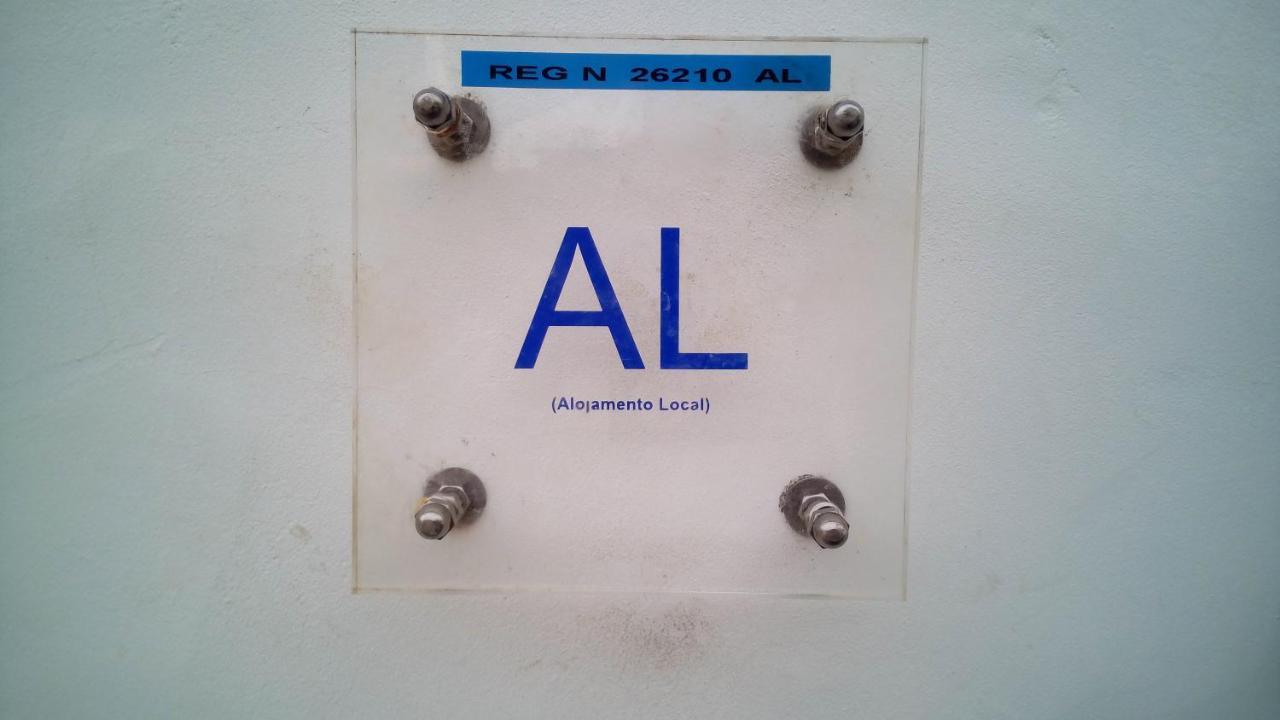 REG N 26210 AL
AL
(Alojamento Local)